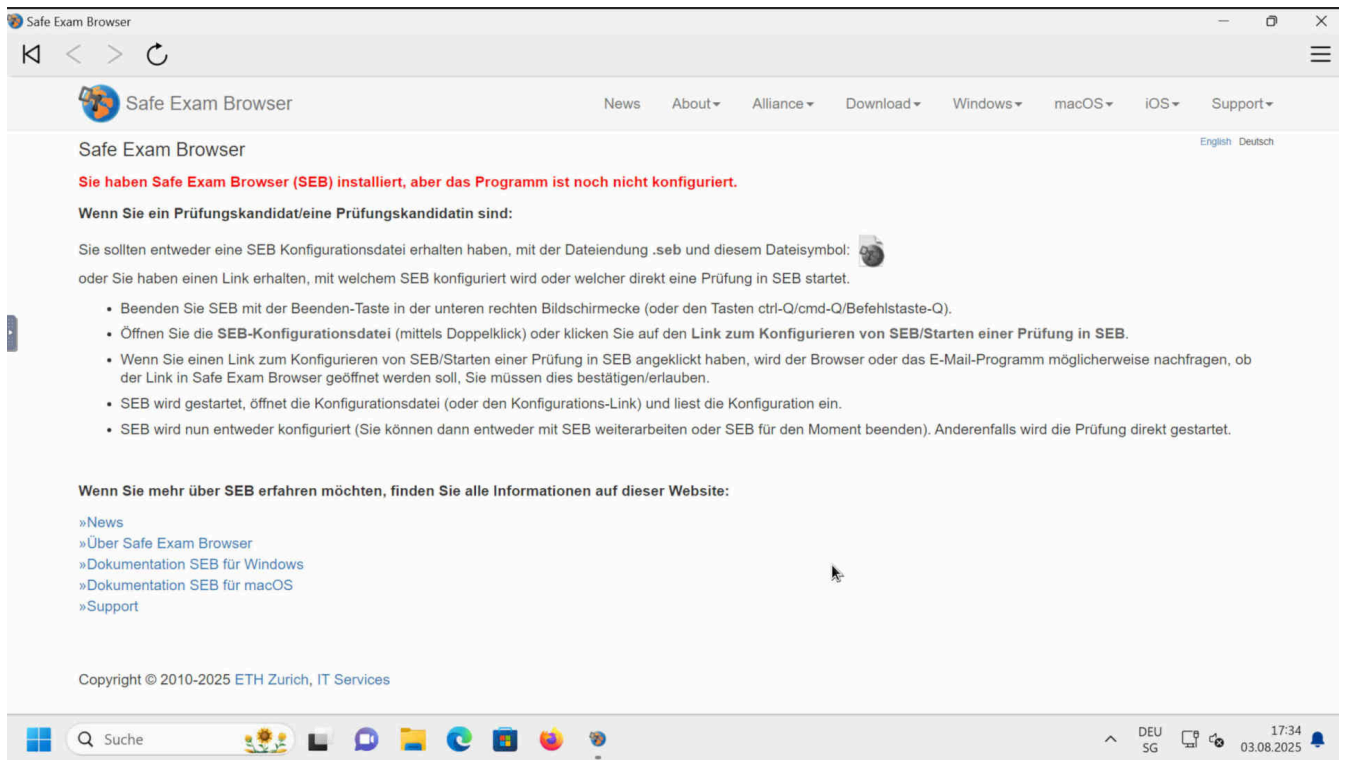 Safe Exam Browser
Safe Exam Browser
News About Alliance Download Windows macOS iOS Support
English Deutsch
Safe Exam Browser
Sie haben Safe Exam Browser (SEB) installiert, aber das Programm ist noch nicht konfiguriert.
Wenn Sie ein Prüfungskandidat/eine Prüfungskandidatin sind:
Sie sollten entweder eine SEB Konfigurationsdatei erhalten haben, mit der Dateiendung .seb und diesem Dateisymbol:
oder Sie haben einen Link erhalten, mit welchem SEB konfiguriert wird oder welcher direkt eine Prüfung in SEB startet.
• Beenden Sie SEB mit der Beenden-Taste in der unteren rechten Bildschirmecke (oder den Tasten ctrl-Q/cmd-Q/Befehlstaste-Q).
• Öffnen Sie die SEB-Konfigurationsdatei (mittels Doppelklick) oder klicken Sie auf den Link zum Konfigurieren von SEB/Starten einer Prüfung in SEB.
• Wenn Sie einen Link zum Konfigurieren von SEB/Starten einer Prüfung in SEB angeklickt haben, wird der Browser oder das E-Mail-Programm möglicherweise nachfragen, ob
der Link in Safe Exam Browser geöffnet werden soll, Sie müssen dies bestätigen/erlauben.
• SEB wird gestartet, öffnet die Konfigurationsdatei (oder den Konfigurations-Link) und liest die Konfiguration ein.
• SEB wird nun entweder konfiguriert (Sie können dann entweder mit SEB weiterarbeiten oder SEB für den Moment beenden). Anderenfalls wird die Prüfung direkt gestartet.
Wenn Sie mehr über SEB erfahren möchten, finden Sie alle Informationen auf dieser Website:
»News
»Über Safe Exam Browser
»Dokumentation SEB für Windows
»Dokumentation SEB für macOS
»Support
Copyright © 2010-2025 ETH Zurich, IT Services
Suche
DEU
SG
17:34
03.08.2025